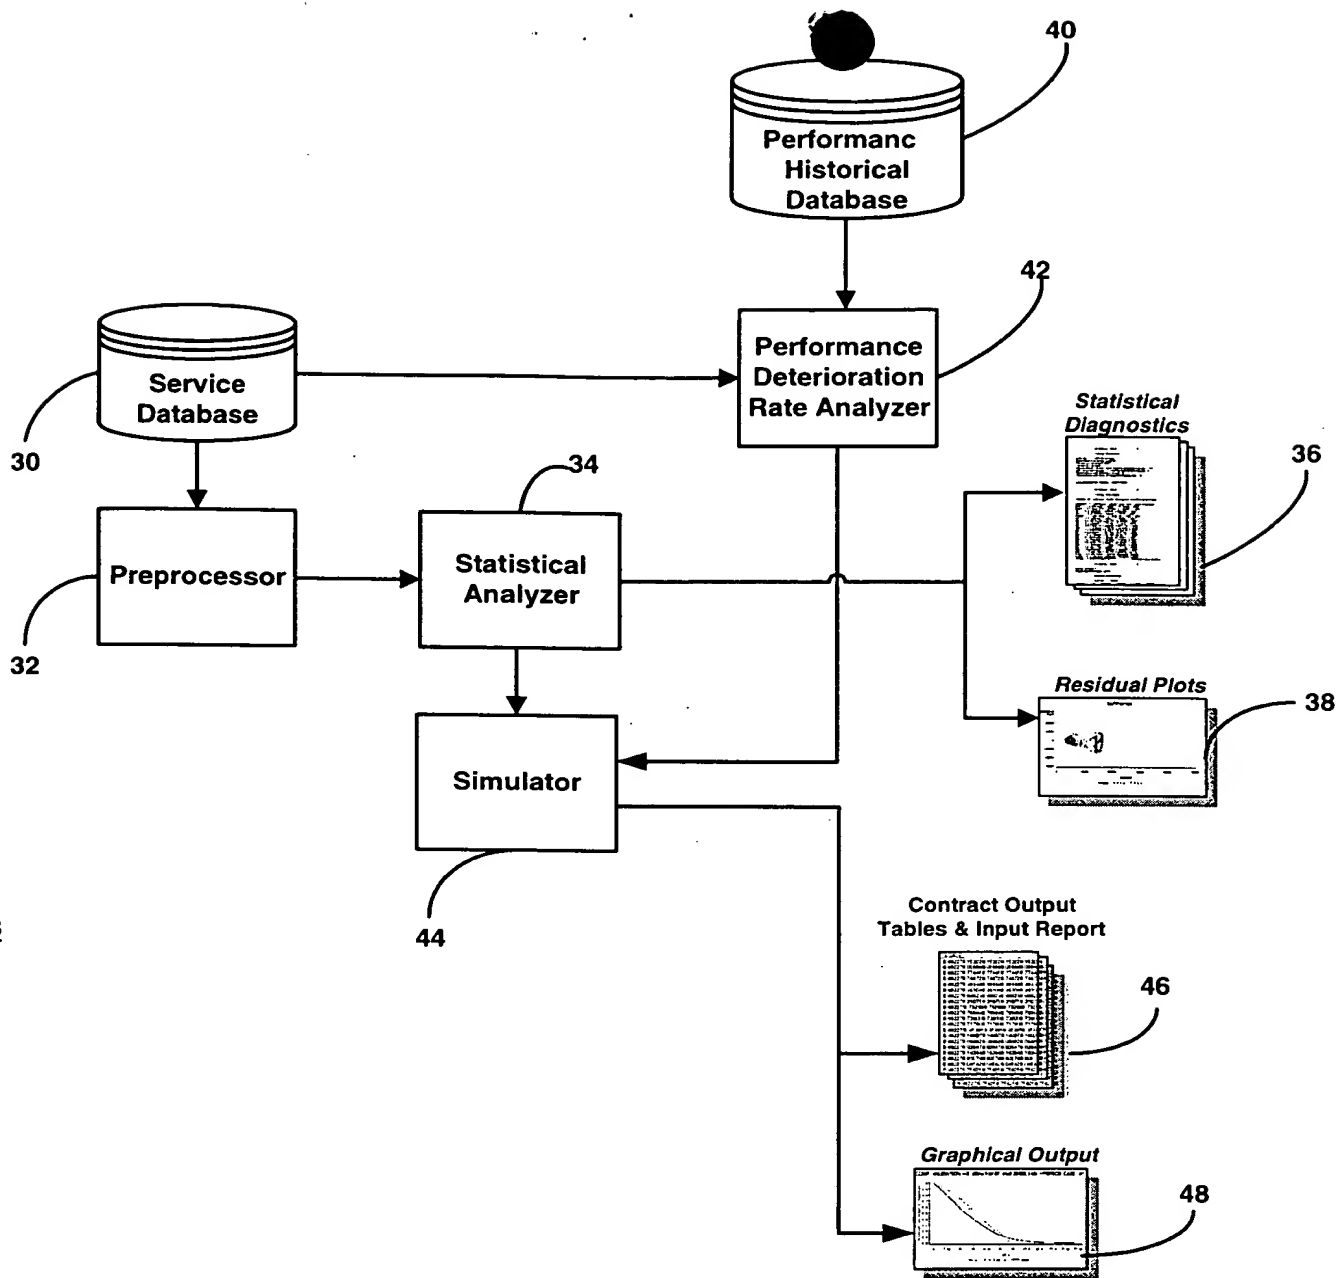 40
Performanc
Historical
Database
42
Performance
Deterioration
Rate Analyzer
Service
Database
30
Statistical
Diagnostics
36
34
Preprocessor
Statistical
Analyzer
32
Residual Plots
38
Simulator
44
Contract Output
Tables & Input Report
46
Graphical Output
48